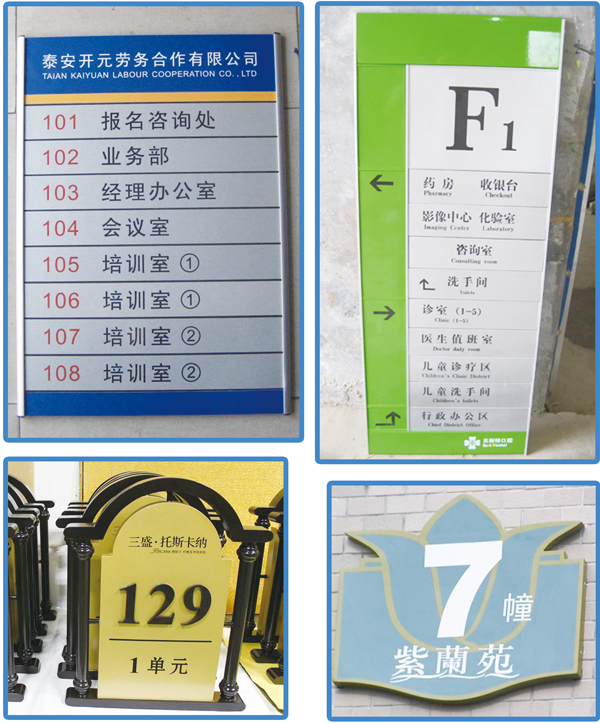 泰安开元劳务合作有限公司
TAIAN KAIYUAN LABOUR COOPERATION CO., LTD
101 报名咨询处
102 业务部
103 经理办公室
104 会议室
105 培训室 ①
106 培训室 ①
107 培训室 ②
108 培训室 ②
F1
药房 收银台
Pharmacy Checkout
影像中心 化验室
Imaging Center Laboratory
咨询室
Consulting room
洗手间
Toilets
诊室 (1-5)
Clinic (1-5)
医生值班室
Doctor duty room
儿童诊疗区
Children's Clinic District
儿童洗手间
Children's toilets
行政办公区
Chief District Office
三盛·托斯卡纳
129
1 单元
7 幢
紫蘭苑